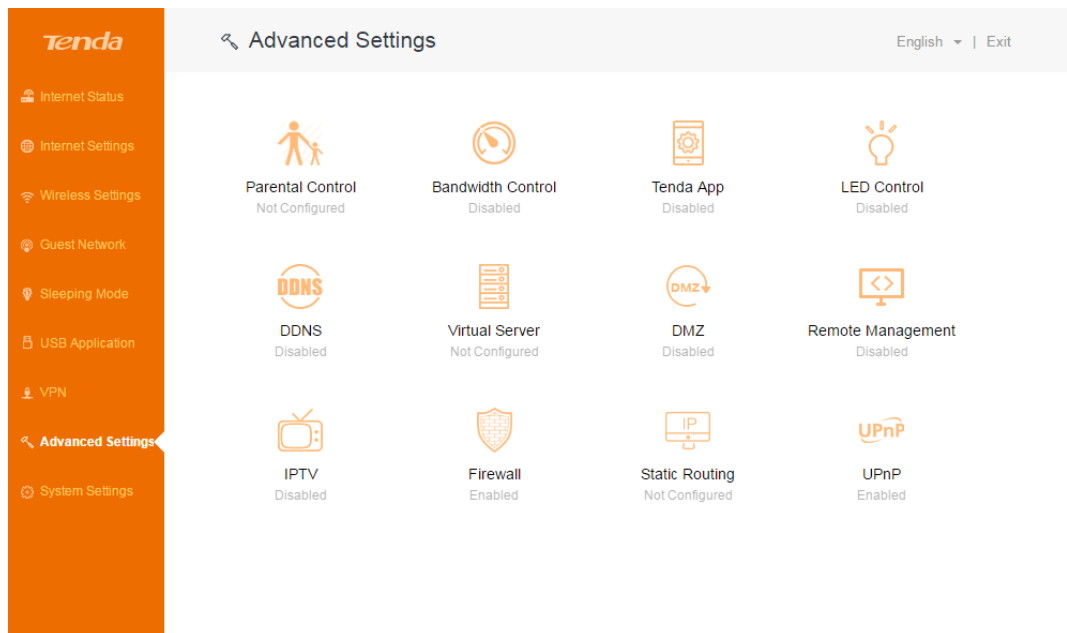 Tenda
Advanced Settings
English | Exit
Internet Status
Internet Settings
Wireless Settings
Guest Network
Sleeping Mode
USB Application
VPN
Advanced Settings
System Settings
Parental Control
Not Configured
Bandwidth Control
Disabled
Tenda App
Disabled
LED Control
Disabled
DDNS
DDNS
Disabled
Virtual Server
Not Configured
DMZ
DMZ
Disabled
Remote Management
Disabled
IPTV
Disabled
Firewall
Enabled
IP
Static Routing
Not Configured
UPnP
UPnP
Enabled